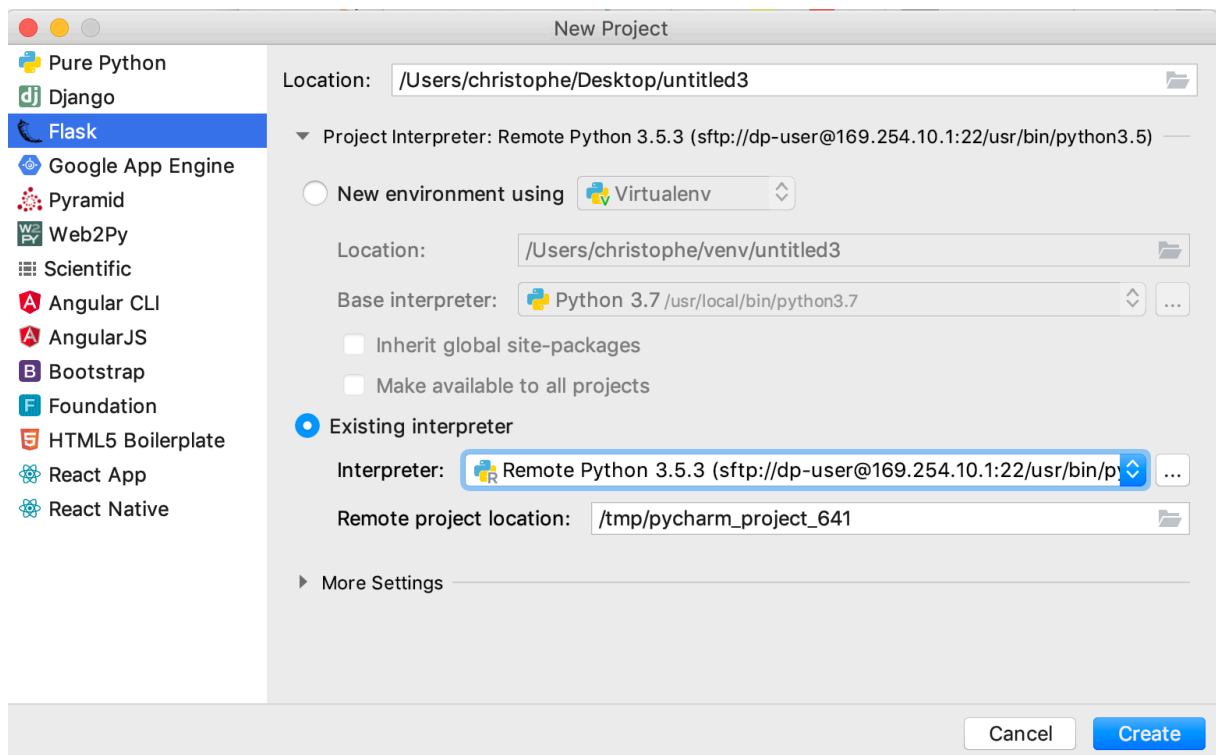 New Project
Pure Python
Django
Flask
Google App Engine
Pyramid
Web2Py
Scientific
Angular CLI
AngularJS
Bootstrap
Foundation
HTML5 Boilerplate
React App
React Native
Location: /Users/christophe/Desktop/untitled3
Project Interpreter: Remote Python 3.5.3 (sftp://dp-user@169.254.10.1:22/usr/bin/python3.5)
New environment using Virtualenv
Location: /Users/christophe/venv/untitled3
Base interpreter: Python 3.7 /usr/local/bin/python3.7 ...
Inherit global site-packages
Make available to all projects
Existing interpreter
Interpreter: Remote Python 3.5.3 (sftp://dp-user@169.254.10.1:22/usr/bin/py ...
Remote project location: /tmp/pycharm_project_641
More Settings
Cancel Create